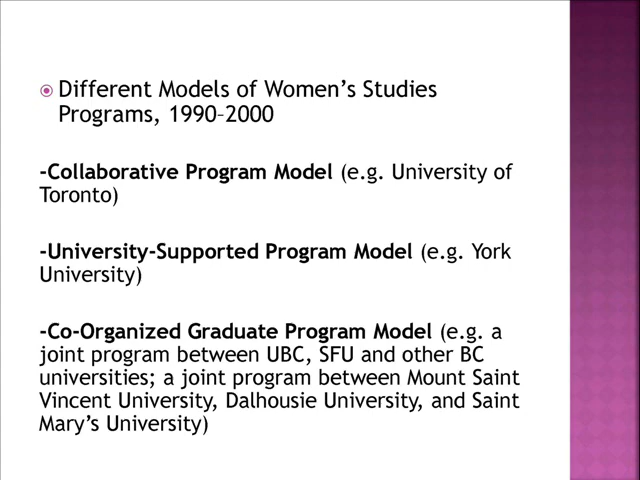 Different Models of Women’s Studies
Programs, 1990–2000
-Collaborative Program Model (e.g. University of
Toronto)
-University-Supported Program Model (e.g. York
University)
-Co-Organized Graduate Program Model (e.g. a
joint program between UBC, SFU and other BC
universities; a joint program between Mount Saint
Vincent University, Dalhousie University, and Saint
Mary’s University)